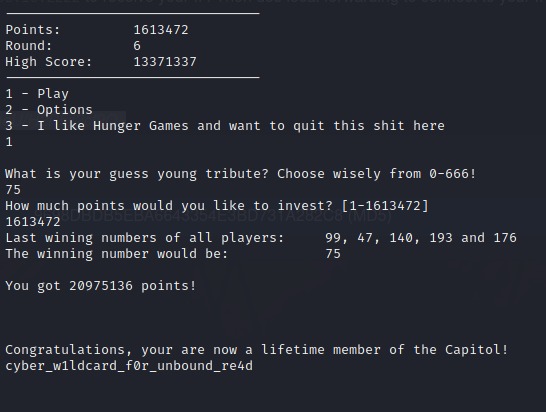 Points: 1613472
Round: 6
High Score: 13371337
1 - Play
2 - Options
3 - I like Hunger Games and want to quit this shit here
1
What is your guess young tribute? Choose wisely from 0-666!
75
How much points would you like to invest? [1-1613472]
1613472
Last wining numbers of all players: 99, 47, 140, 193 and 176
The winning number would be: 75
You got 20975136 points!
Congratulations, your are now a lifetime member of the Capitol!
cyber_w1ldcard_f0r_unbound_re4d